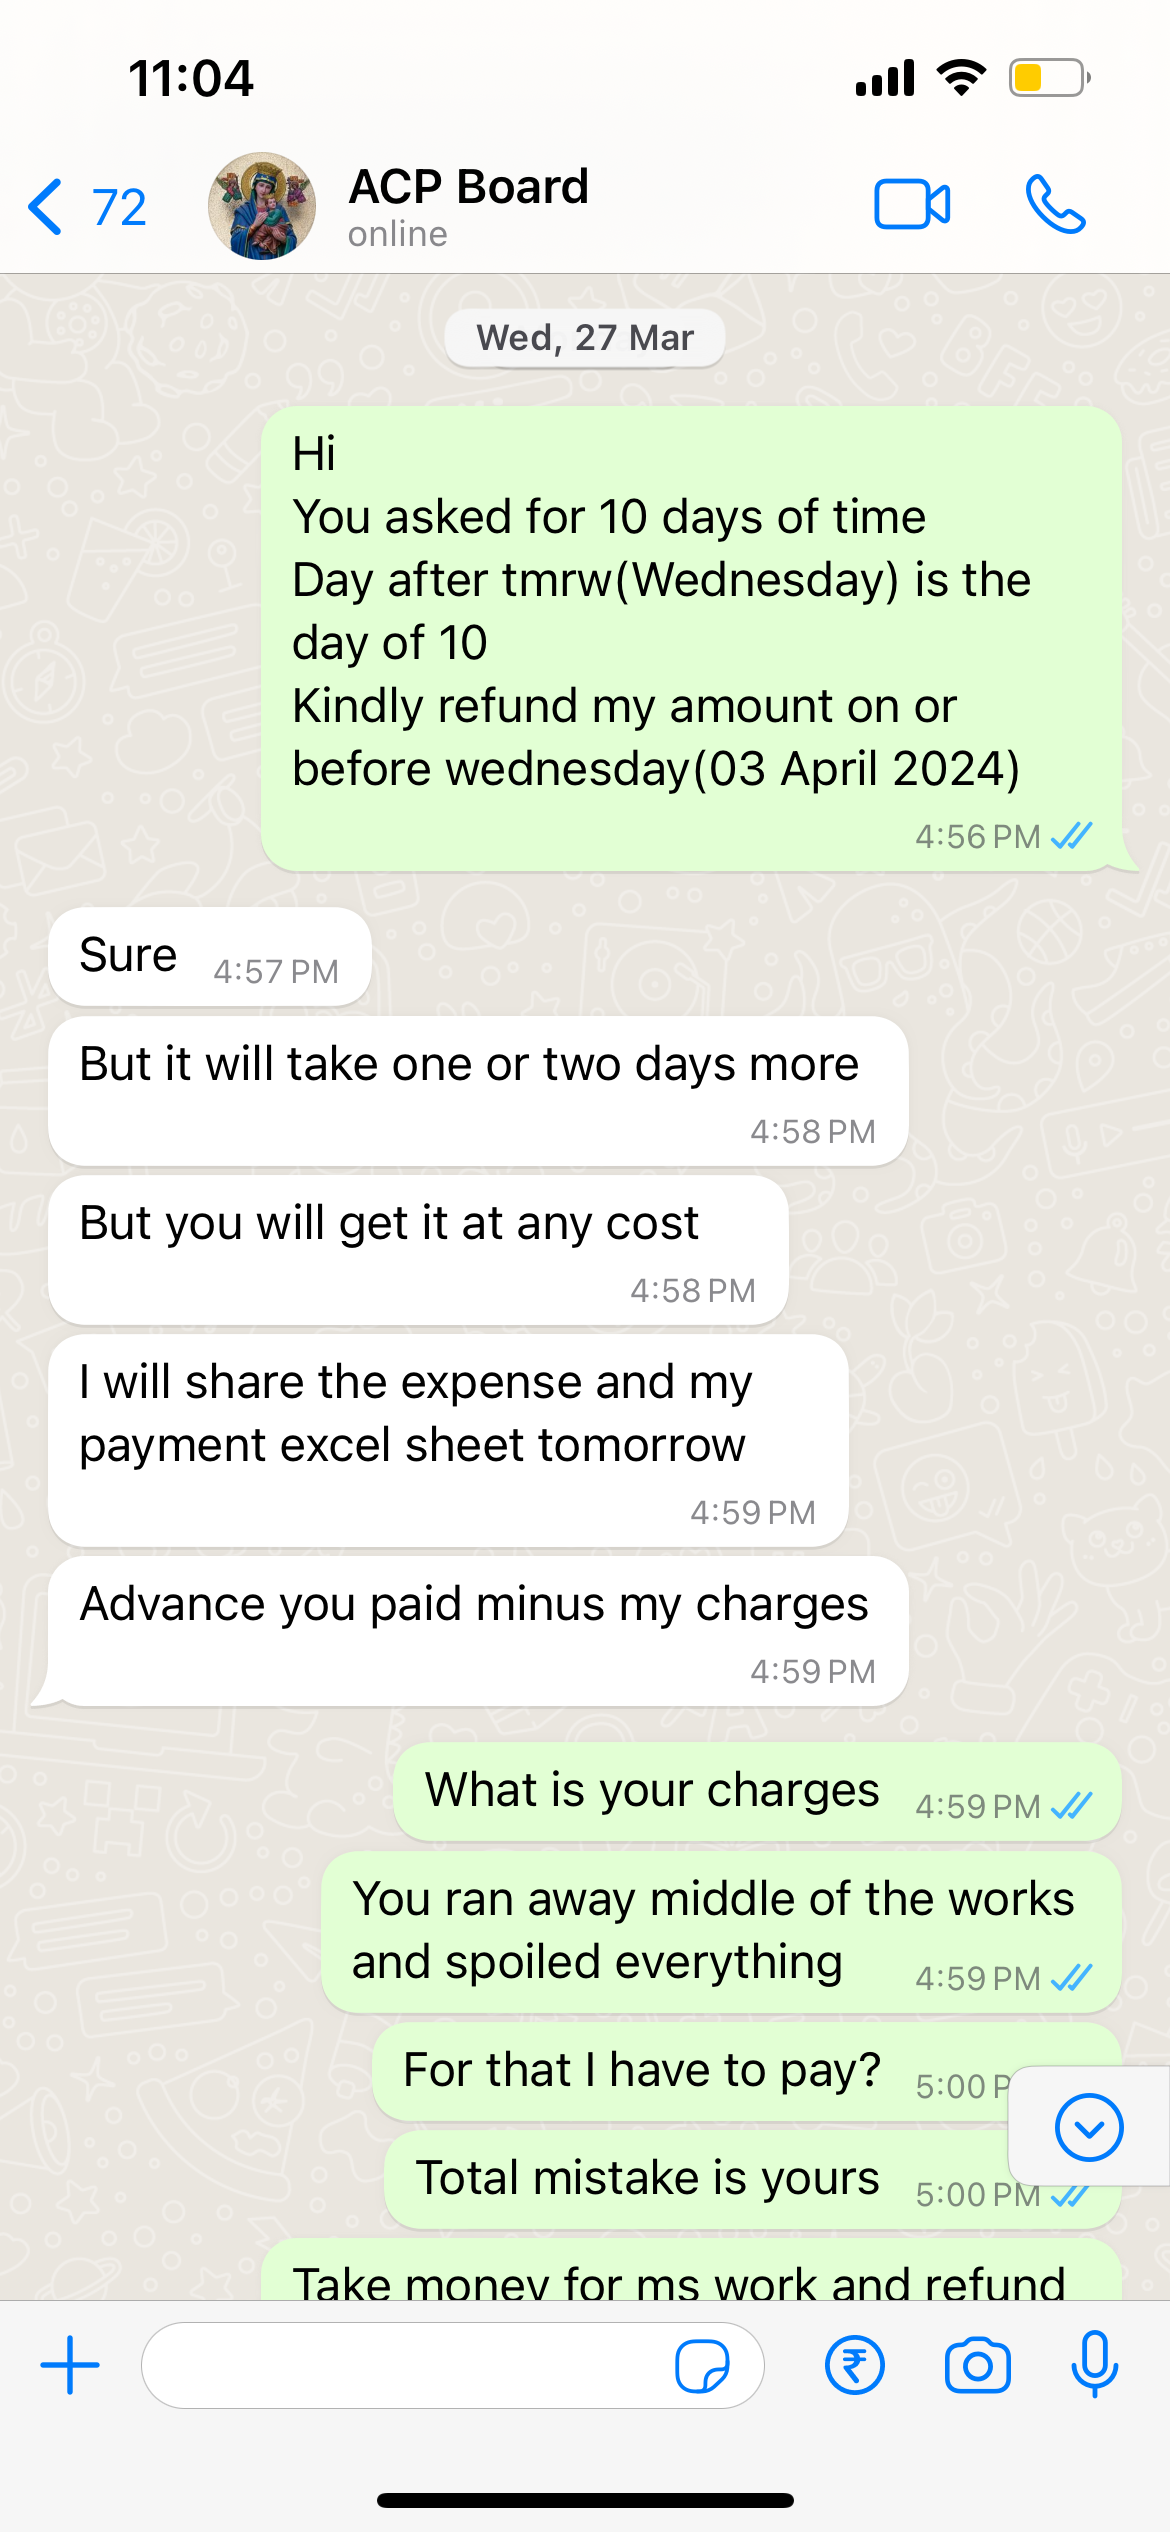 11:04
72
ACP Board
online
Wed, 27 Mar
Hi
You asked for 10 days of time
Day after tmrw(Wednesday) is the
day of 10
Kindly refund my amount on or
before wednesday(03 April 2024)
4:56 PM
Sure 4:57 PM
But it will take one or two days more
4:58 PM
But you will get it at any cost
4:58 PM
I will share the expense and my
payment excel sheet tomorrow
4:59 PM
Advance you paid minus my charges
4:59 PM
What is your charges 4:59 PM
You ran away middle of the works
and spoiled everything 4:59 PM
For that I have to pay? 5:00 P
Total mistake is yours 5:00 PM
Take money for ms work and refund
₹